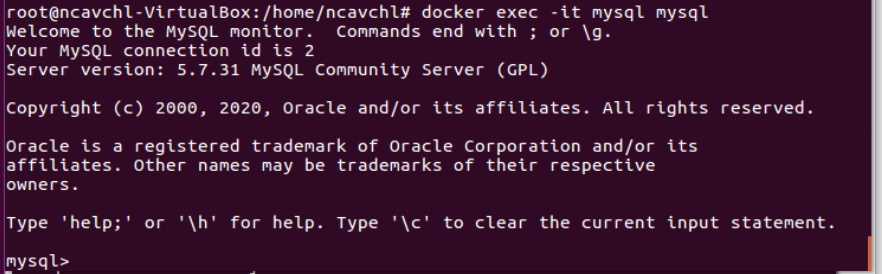 root@ncavchl-VirtualBox:/home/ncavchl# docker exec -it mysql mysql
Welcome to the MySQL monitor.  Commands end with ; or \g.
Your MySQL connection id is 2
Server version: 5.7.31 MySQL Community Server (GPL)
Copyright (c) 2000, 2020, Oracle and/or its affiliates. All rights reserved.
Oracle is a registered trademark of Oracle Corporation and/or its
affiliates. Other names may be trademarks of their respective
owners.
Type 'help;' or '\h' for help. Type '\c' to clear the current input statement.
mysql>